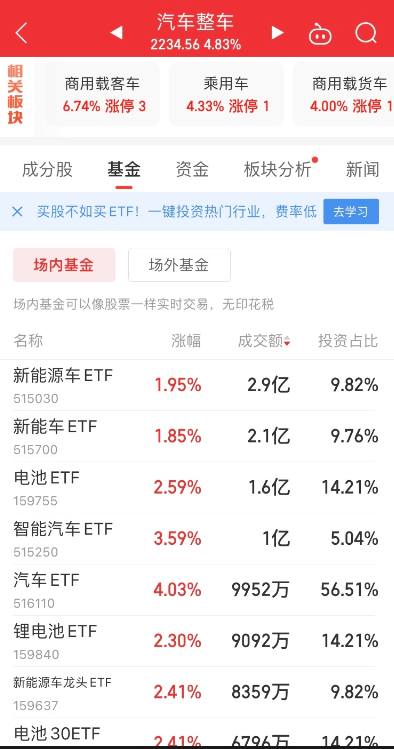 汽车整车
2234.56 4.83%
相关板块
商用载客车
6.74% 涨停 3
乘用车
4.33% 涨停 1
商用载货车
4.00% 涨停 1
成分股 基金 资金 板块分析 新闻
买股不如买ETF！一键投资热门行业，费率低 去学习
场内基金 场外基金
场内基金可以像股票一样实时交易，无印花税
名称 涨幅 成交额 投资占比
新能源车ETF 1.95% 2.9亿 9.82%
515030
新能车ETF 1.85% 2.1亿 9.76%
515700
电池ETF 2.59% 1.6亿 14.21%
159755
智能汽车ETF 3.59% 1亿 5.04%
515250
汽车ETF 4.03% 9952万 56.51%
516110
锂电池ETF 2.30% 9092万 14.21%
159840
新能源车龙头ETF 2.41% 8359万 9.82%
159637
电池30ETF 2.41% 6796万 14.21%